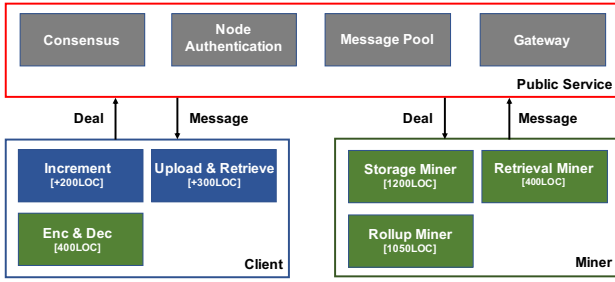 Consensus
Node
Authentication
Message Pool
Gateway
Public Service
Deal
Message
Deal
Message
Increment
[+200LOC]
Upload & Retrieve
[+300LOC]
Enc & Dec
[400LOC]
Client
Storage Miner
[1200LOC]
Retrieval Miner
[400LOC]
Rollup Miner
[1050LOC]
Miner